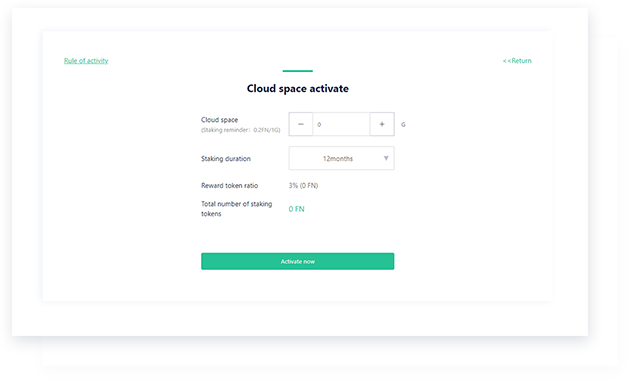 Rule of activity
<<Return
Cloud space activate
Cloud space
(Staking reminder: 0.2FN/1G)
− 0 + G
Staking duration
12months
Reward token ratio
3% (0 FN)
Total number of staking
tokens
0 FN
Activate now